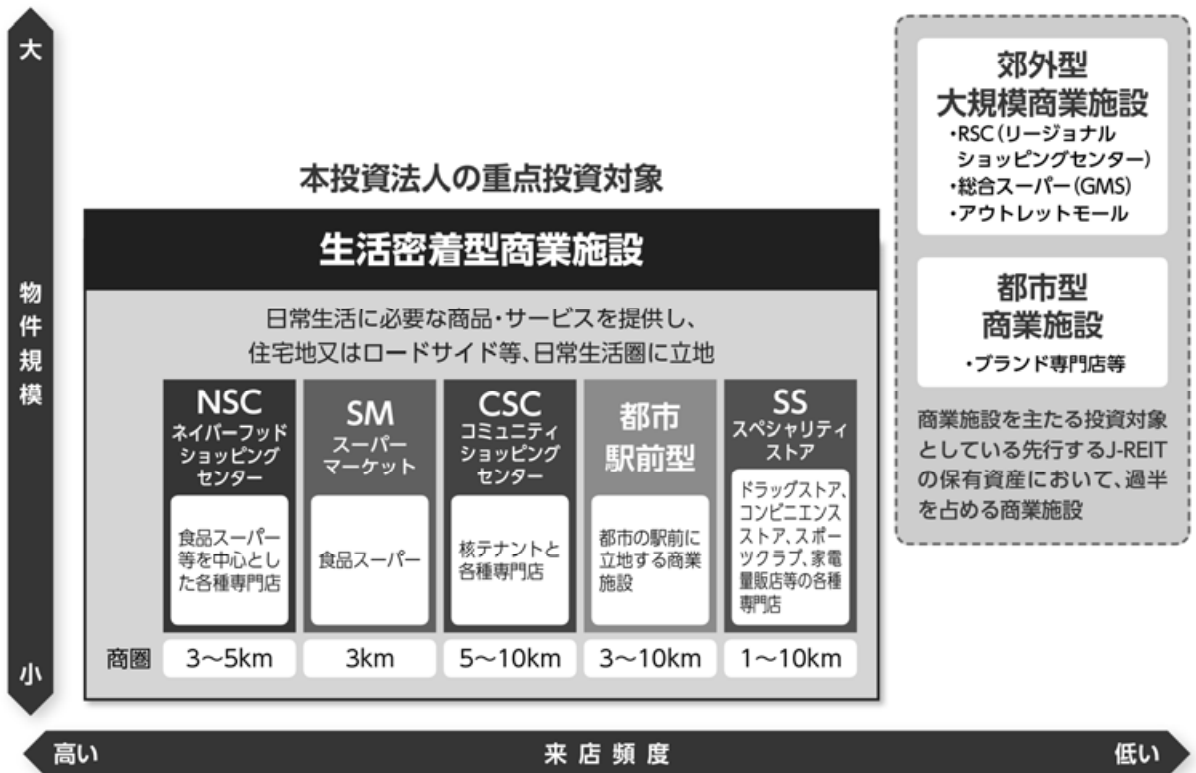 大
物件規模
小
本投資法人の重点投資対象
生活密着型商業施設
日常生活に必要な商品・サービスを提供し、
住宅地又はロードサイド等、日常生活圏に立地
NSC
ネイバーフッド
ショッピング
センター
食品スーパー
等を中心とし
た各種専門店
SM
スーパー
マーケット
食品スーパー
CSC
コミュニティ
ショッピング
センター
核テナントと
各種専門店
都市
駅前型
都市の駅前に
立地する商業
施設
SS
スペシャリティ
ストア
ドラッグストア、
コンビニエンス
ストア、スポー
ツクラブ、家電
量販店等の各種
専門店
商圏 3～5km 3km 5～10km 3～10km 1～10km
郊外型
大規模商業施設
・RSC（リージョナル
ショッピングセンター）
・総合スーパー（GMS）
・アウトレットモール
都市型
商業施設
・ブランド専門店等
商業施設を主たる投資対象
としている先行するJ-REIT
の保有資産において、過半
を占める商業施設
高い 来店頻度 低い